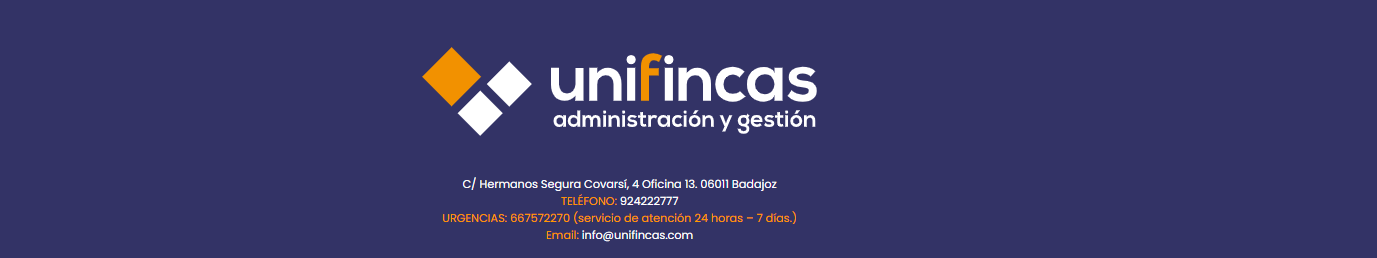 unifincas
administración y gestión
C/ Hermanos Segura Covarsí, 4 Oficina 13. 06011 Badajoz
TELÉFONO: 924222777
URGENCIAS: 667572270 (servicio de atención 24 horas – 7 días.)
Email: info@unifincas.com